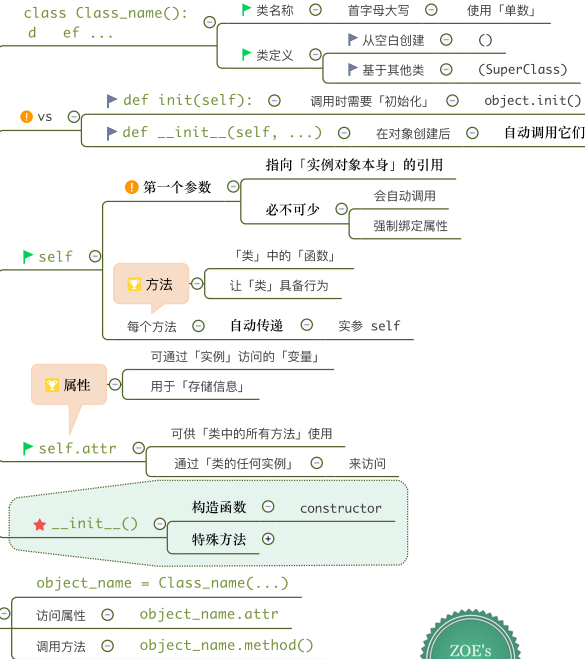 class Class_name():
d ef ...
类名称
首字母大写
使用「单数」
类定义
从空白创建
()
基于其他类
(SuperClass)
vs
def init(self):
调用时需要「初始化」
object.init()
def __init__(self, ...)
在对象创建后
自动调用它们
self
第一个参数
指向「实例对象本身」的引用
必不可少
会自动调用
强制绑定属性
方法
「类」中的「函数」
让「类」具备行为
每个方法
自动传递
实参 self
属性
可通过「实例」访问的「变量」
用于「存储信息」
self.attr
可供「类中的所有方法」使用
通过「类的任何实例」
来访问
__init__()
构造函数
constructor
特殊方法
object_name = Class_name(...)
访问属性
object_name.attr
调用方法
object_name.method()
ZOE's